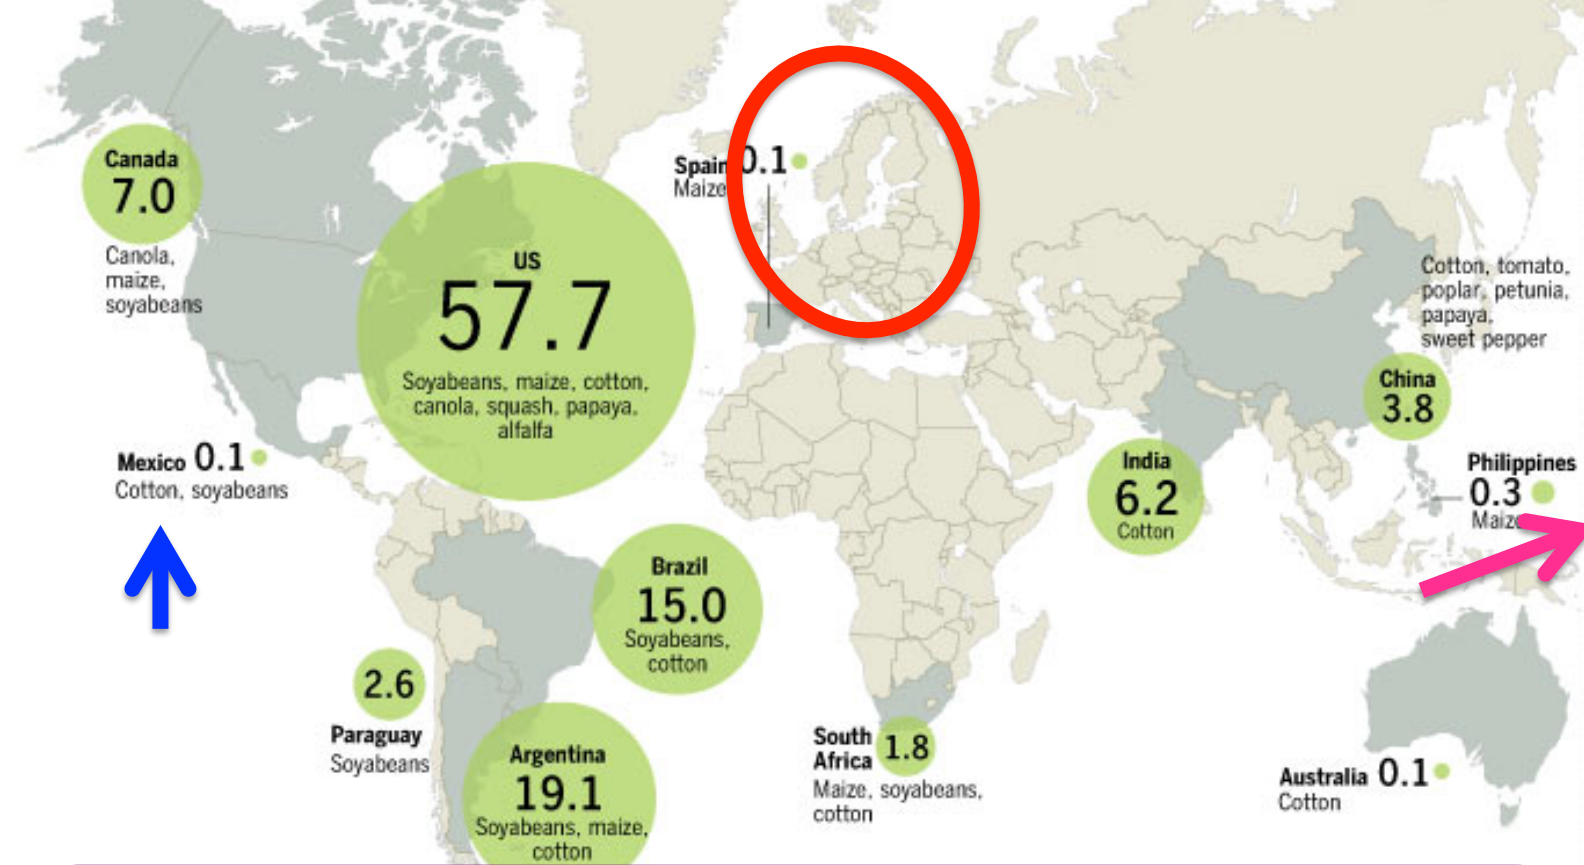 Canada
7.0
Canola,
maize,
soyabeans
US
57.7
Soyabeans, maize, cotton,
canola, squash, papaya,
alfalfa
Mexico 0.1
Cotton, soyabeans
Spain 0.1
Maize
Cotton, tomato,
poplar, petunia,
papaya,
sweet pepper
China
3.8
India
6.2
Cotton
Philippines
0.3
Maize
Brazil
15.0
Soyabeans,
cotton
2.6
Paraguay
Soyabeans
Argentina
19.1
Soyabeans, maize,
cotton
South
Africa
1.8
Maize, soyabeans,
cotton
Australia 0.1
Cotton